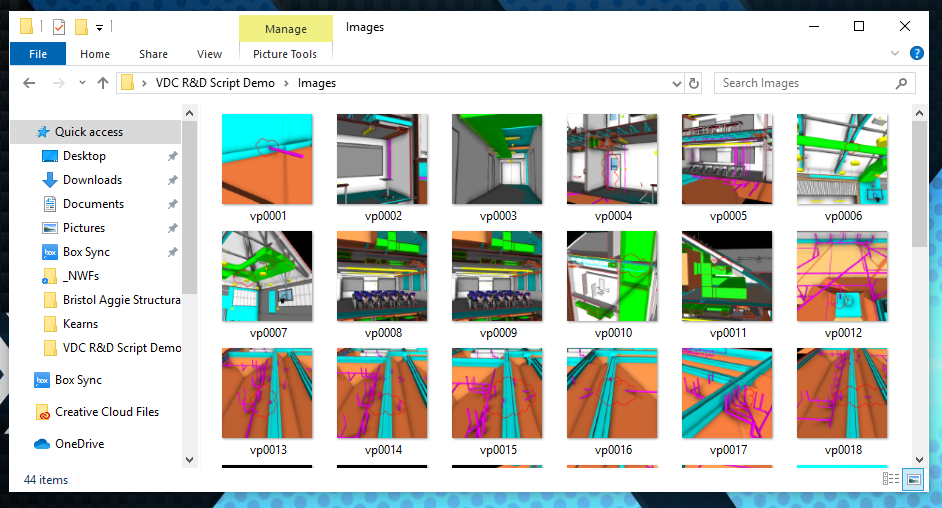 Manage
Images
File
Home
Share
View
Picture Tools
VDC R&D Script Demo
Images
Search Images
Quick access
Desktop
Downloads
Documents
Pictures
Box Sync
_NWFs
Bristol Aggie Structura
Kearns
VDC R&D Script Demo
box Box Sync
Creative Cloud Files
OneDrive
vp0001 vp0002 vp0003 vp0004 vp0005 vp0006
vp0007 vp0008 vp0009 vp0010 vp0011 vp0012
vp0013 vp0014 vp0015 vp0016 vp0017 vp0018
44 items